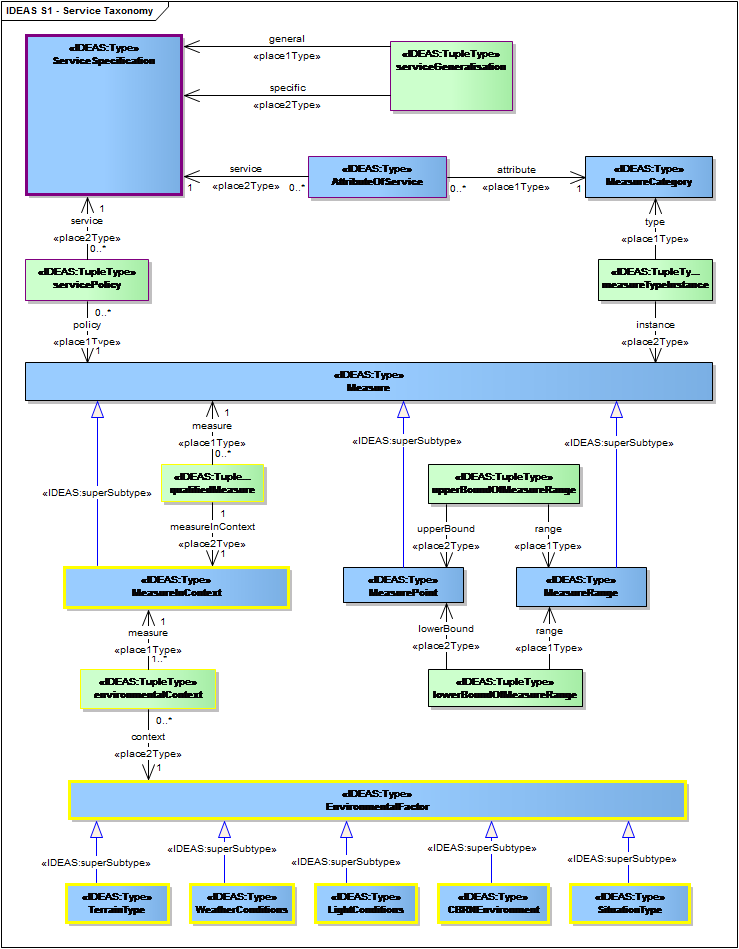 IDEAS S1 - Service Taxonomy
«IDEAS:Type»
ServiceSpecification
general
«place1Type»
«IDEAS:TupleType»
serviceGeneralisation
specific
«place2Type»
service
1
«place2Type»
0..*
«IDEAS:Type»
AttributeOfService
attribute
0..*
«place1Type»
1
«IDEAS:Type»
MeasureCategory
1
service
«place2Type»
0..*
type
«place1Type»
«IDEAS:TupleType»
servicePolicy
«IDEAS:TupleTy...
measureTypeInstance
0..*
policy
«place1Type»
1
instance
«place2Type»
«IDEAS:Type»
Measure
1
measure
«place1Type»
0..*
«IDEAS:superSubtype»
«IDEAS:superSubtype»
«IDEAS:superSubtype»
«IDEAS:Tuple...
qualifiedMeasure
«IDEAS:TupleType»
upperBoundOfMeasureRange
1
measureInContext
«place2Type»
1
upperBound
«place2Type»
range
«place1Type»
«IDEAS:Type»
MeasureInContext
«IDEAS:Type»
MeasurePoint
«IDEAS:Type»
MeasureRange
1
measure
«place1Type»
1..*
lowerBound
«place2Type»
range
«place1Type»
«IDEAS:TupleType»
environmentalContext
«IDEAS:TupleType»
lowerBoundOfMeasureRange
0..*
context
«place2Type»
1
«IDEAS:Type»
EnvironmentalFactor
«IDEAS:superSubtype»
«IDEAS:superSubtype»
«IDEAS:superSubtype»
«IDEAS:superSubtype»
«IDEAS:superSubtype»
«IDEAS:Type»
TerrainType
«IDEAS:Type»
WeatherConditions
«IDEAS:Type»
LightConditions
«IDEAS:Type»
CBRNEnvironment
«IDEAS:Type»
SituationType